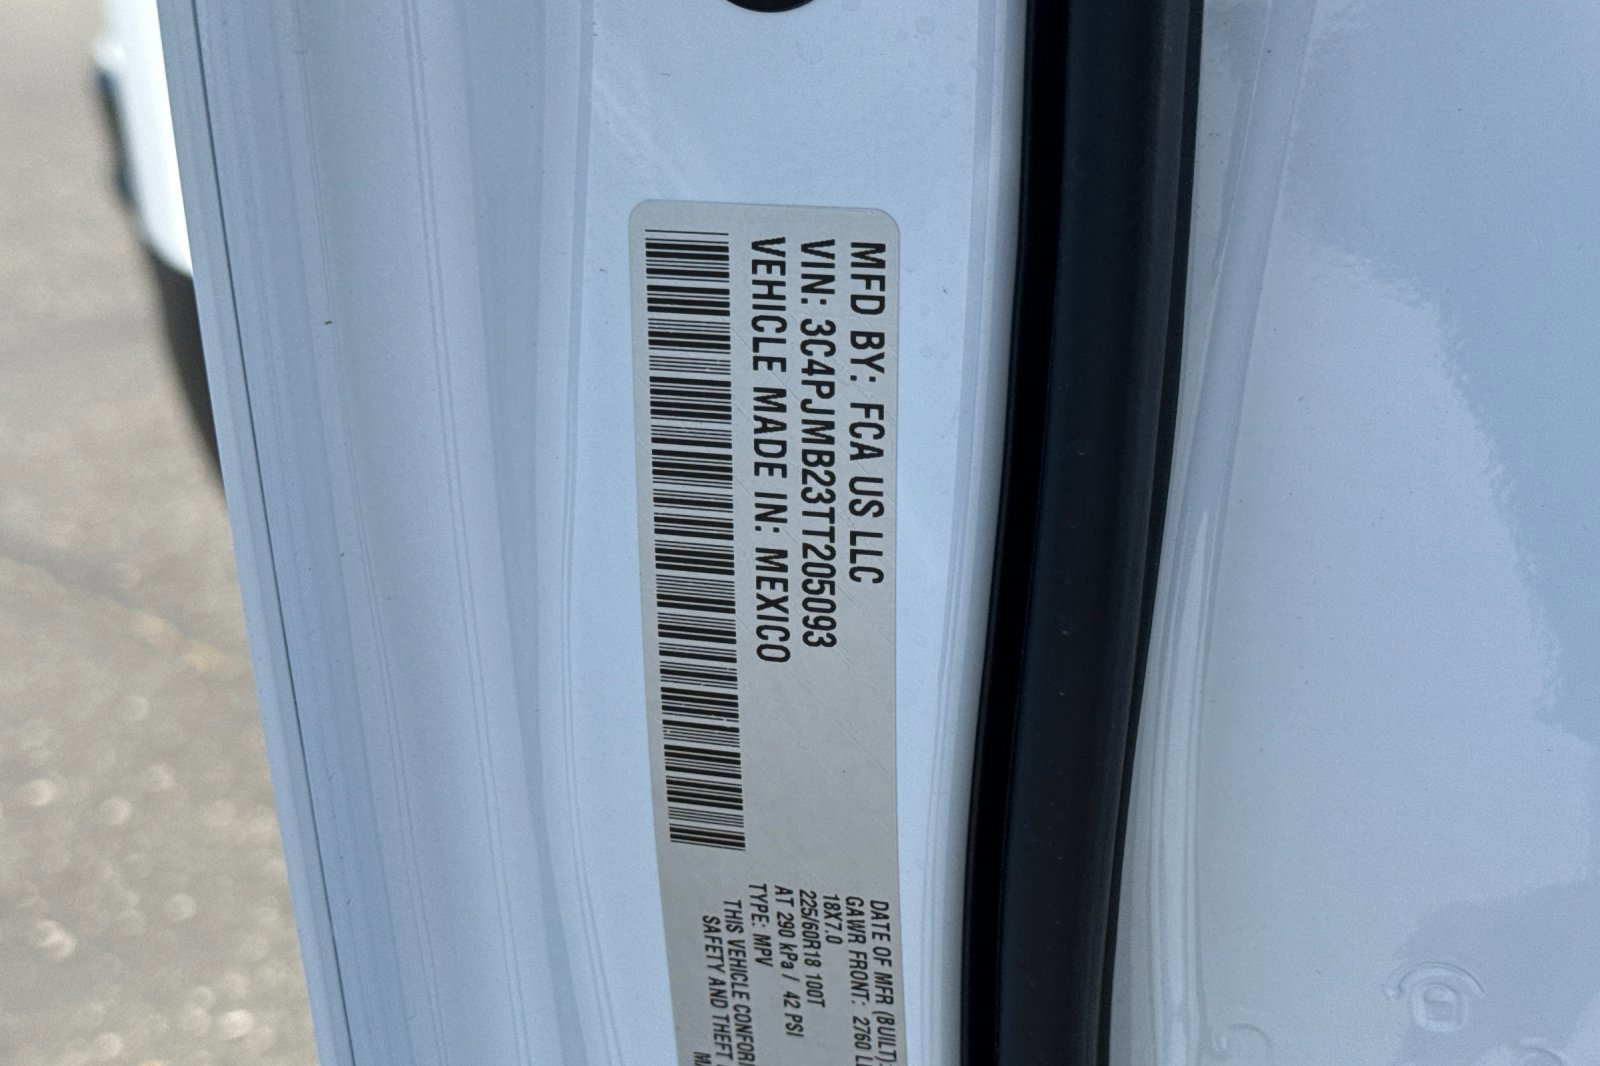 MFD BY: FCA US LLC
VIN: 3C4PJMB23TT205093
VEHICLE MADE IN: MEXICO
DATE OF MFR (BUILT):
GAWR FRONT: 2760
18X7.0
225/60R18 100T
AT 290 kPa / 42 PSI
TYPE: MPV
THIS VEHICLE
SAFETY AND THEFT